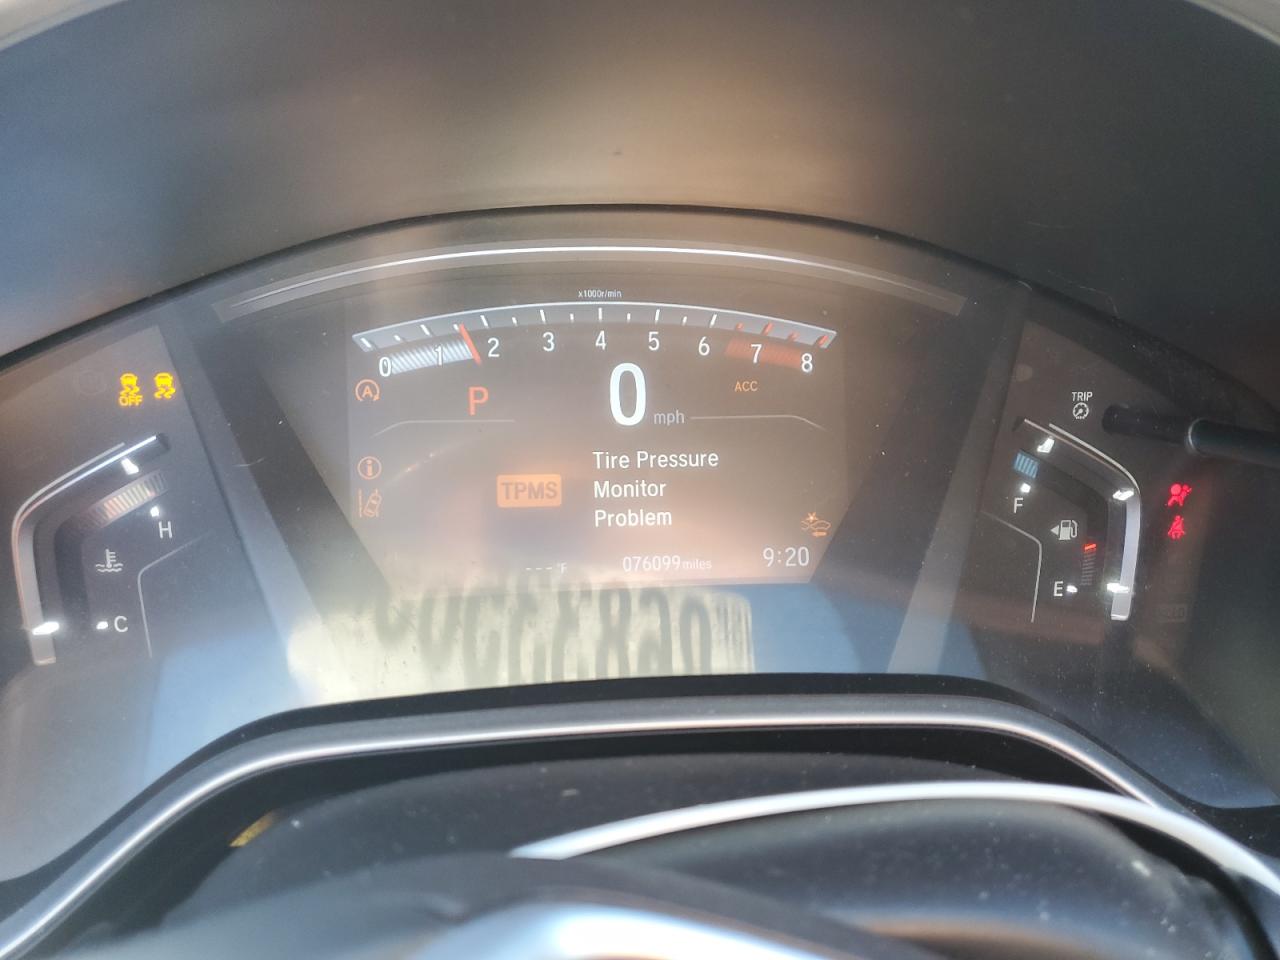 x1000r/min
0 1 2 3 4 5 6 7 8
A
P
0 mph
ACC
OFF
TRIP
Tire Pressure
TPMS
Monitor
Problem
H
C
F
E
---°F
076099 miles
9:20